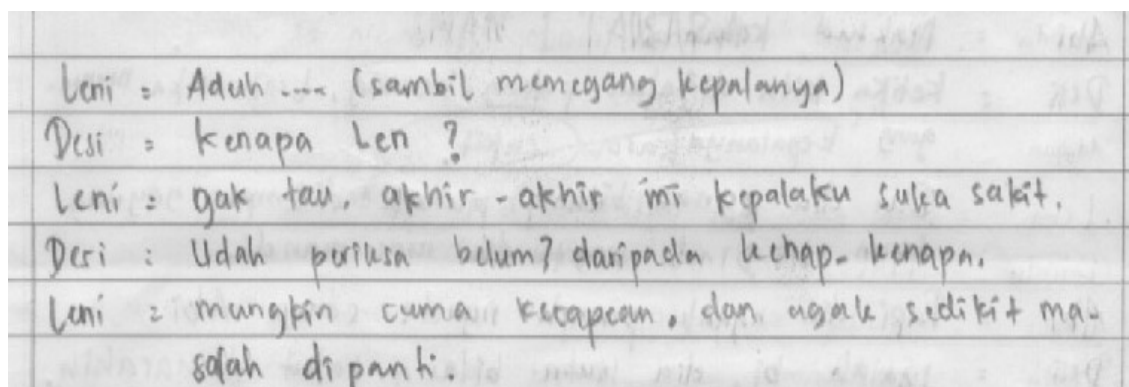 Leni = Aduh .... (sambil memegang kepalanya)
Desi = Kenapa Len ?
Leni = gak tau, akhir - akhir ini kepalaku suka sakit.
Desi = Udah periksa belum? daripada kenapa-kenapa.
Leni = mungkin cuma kecapean, dan agak sedikit ma-
salah di panti.